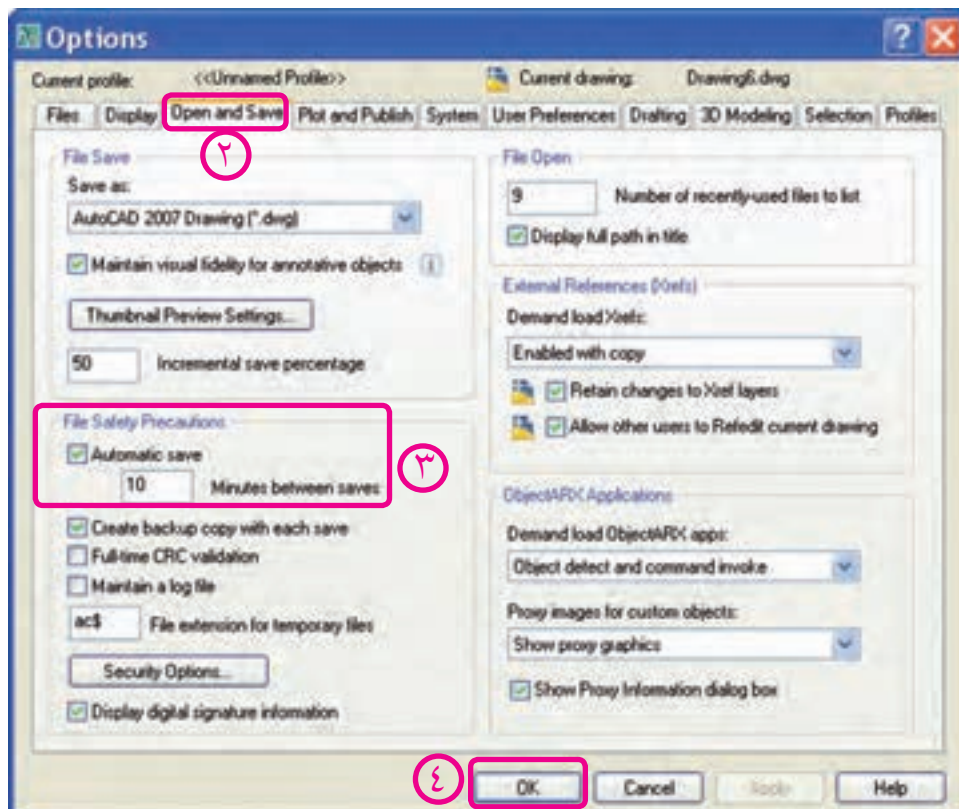 Options
Current profile: <<Unnamed Profile>> Current drawing: Drawing6.dwg
Files Display Open and Save Plot and Publish System User Preferences Drafting 3D Modeling Selection Profiles
۲
File Save
Save as:
AutoCAD 2007 Drawing (*.dwg)
Maintain visual fidelity for annotative objects
Thumbnail Preview Settings...
50 Incremental save percentage
File Safety Precautions
Automatic save
10 Minutes between saves
۳
Create backup copy with each save
Full-time CRC validation
Maintain a log file
ac$ File extension for temporary files
Security Options...
Display digital signature information
File Open
9 Number of recently-used files to list
Display full path in title
External References (Xrefs)
Demand load Xrefs:
Enabled with copy
Retain changes to Xref layers
Allow other users to Refedit current drawing
ObjectARX Applications
Demand load ObjectARX apps:
Object detect and command invoke
Proxy images for custom objects:
Show proxy graphics
Show Proxy Information dialog box
٤
OK Cancel Apply Help